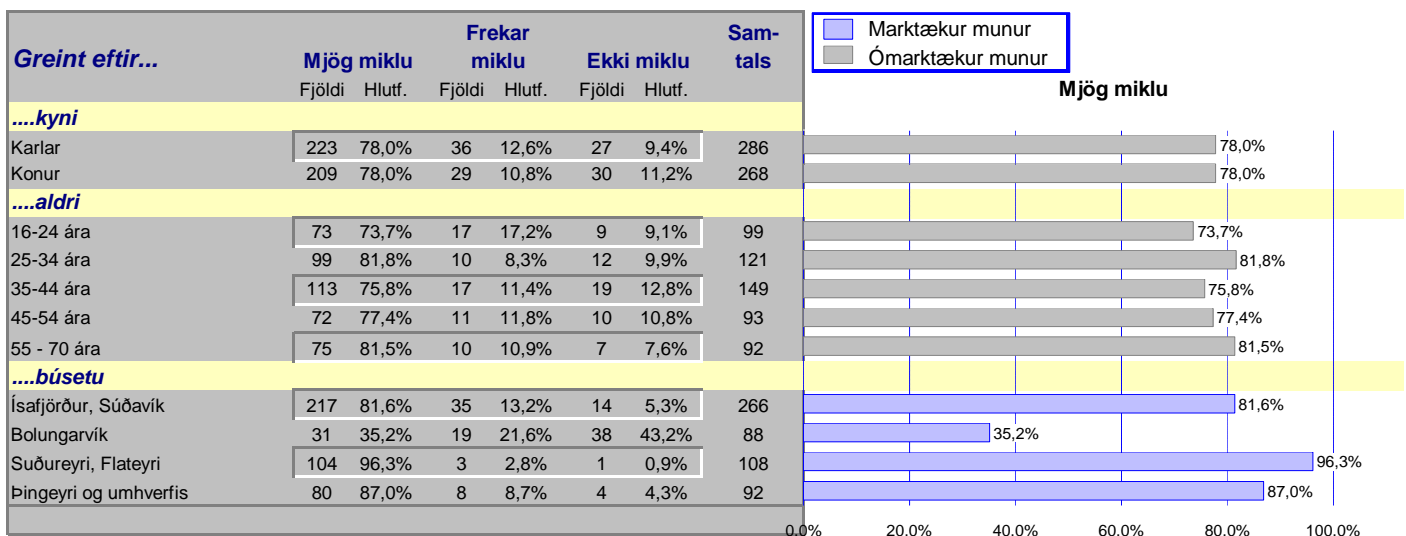 Greint eftir... Mjög miklu Frekar miklu Ekki miklu Sam-tals
Fjöldi Hlutf. Fjöldi Hlutf. Fjöldi Hlutf.
....kyni
Karlar 223 78,0% 36 12,6% 27 9,4% 286
Konur 209 78,0% 29 10,8% 30 11,2% 268
....aldri
16-24 ára 73 73,7% 17 17,2% 9 9,1% 99
25-34 ára 99 81,8% 10 8,3% 12 9,9% 121
35-44 ára 113 75,8% 17 11,4% 19 12,8% 149
45-54 ára 72 77,4% 11 11,8% 10 10,8% 93
55 - 70 ára 75 81,5% 10 10,9% 7 7,6% 92
....búsetu
Ísafjörður, Súðavík 217 81,6% 35 13,2% 14 5,3% 266
Bolungarvík 31 35,2% 19 21,6% 38 43,2% 88
Suðureyri, Flateyri 104 96,3% 3 2,8% 1 0,9% 108
Þingeyri og umhverfis 80 87,0% 8 8,7% 4 4,3% 92
Marktækur munur
Ómarktækur munur
Mjög miklu
78,0%
78,0%
73,7%
81,8%
75,8%
77,4%
81,5%
81,6%
35,2%
96,3%
87,0%
0,0% 20,0% 40,0% 60,0% 80,0% 100,0%